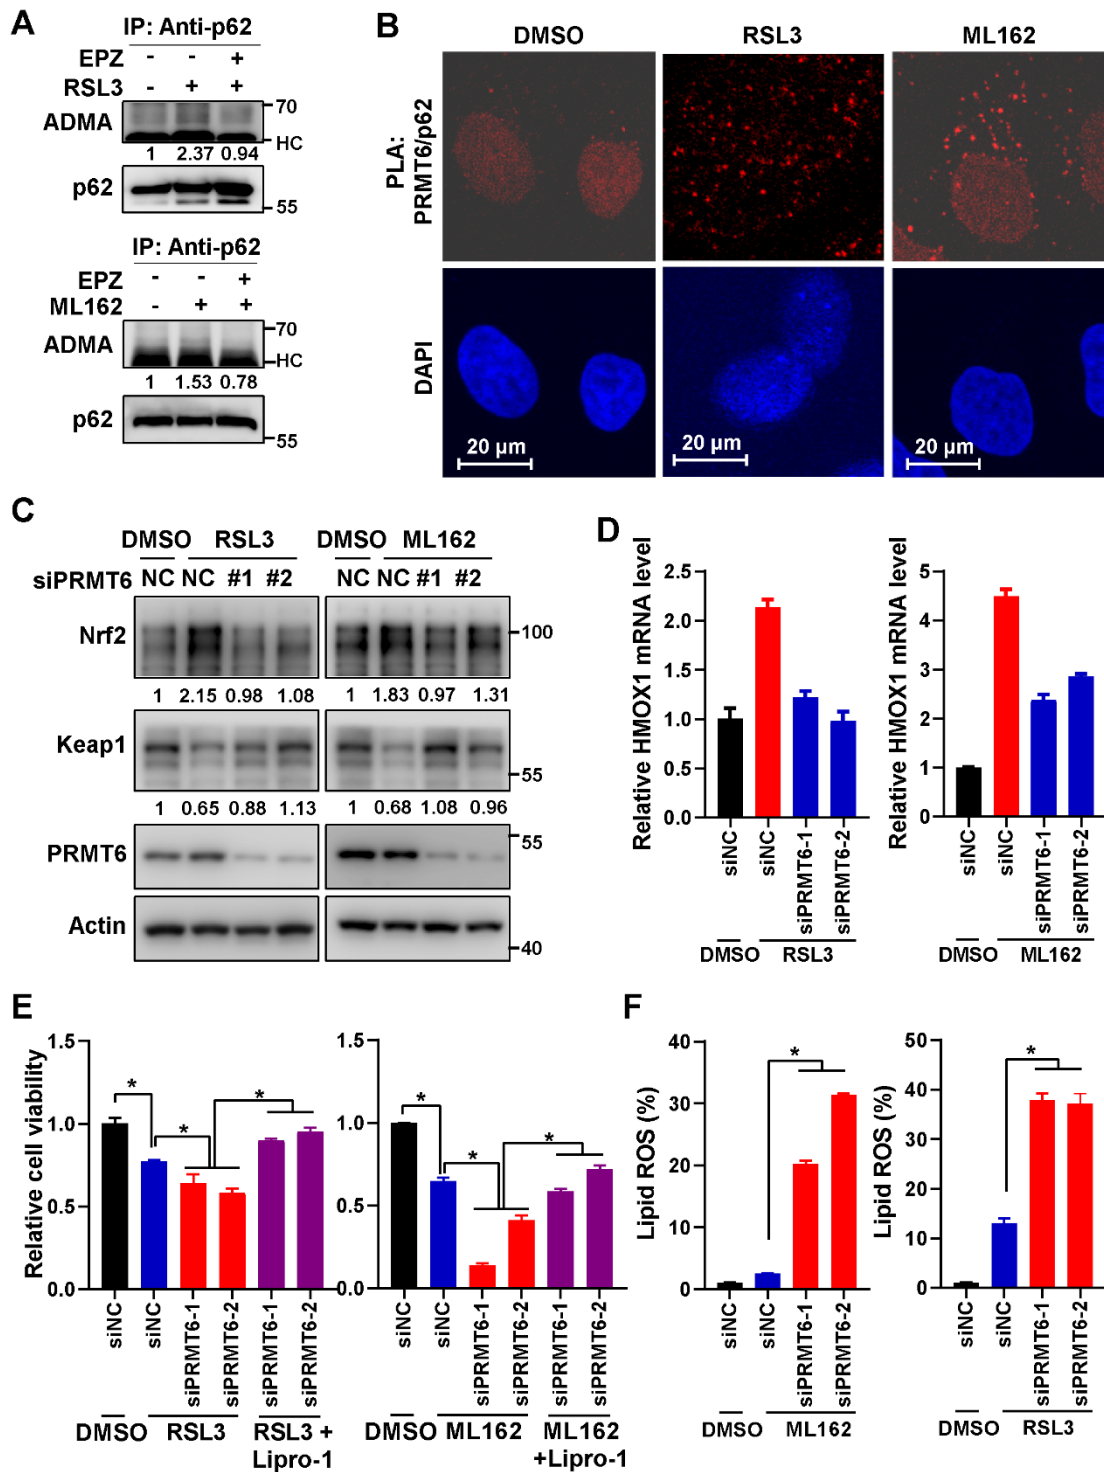 A
IP: Anti-p62
EPZ - - +
RSL3 - + +
ADMA
70
HC
1 2.37 0.94
p62
55
IP: Anti-p62
EPZ - - +
ML162 - + +
ADMA
70
HC
1 1.53 0.78
p62
55
B
DMSO RSL3 ML162
PLA:
PRMT6/p62
DAPI
20 µm 20 µm 20 µm
C
DMSO RSL3 DMSO ML162
siPRMT6 NC NC #1 #2 NC NC #1 #2
Nrf2
100
1 2.15 0.98 1.08 1 1.83 0.97 1.31
Keap1
55
1 0.65 0.88 1.13 1 0.68 1.08 0.96
PRMT6
55
Actin
40
D
Relative HMOX1 mRNA level
2.5
2.0
1.5
1.0
0.5
0.0
siNC siNC siPRMT6-1 siPRMT6-2
DMSO RSL3
Relative HMOX1 mRNA level
5
4
3
2
1
0
siNC siNC siPRMT6-1 siPRMT6-2
DMSO ML162
E
Relative cell viability
1.5
1.0
0.5
0.0
* * *
siNC siNC siPRMT6-1 siPRMT6-2 siPRMT6-1 siPRMT6-2
DMSO RSL3 RSL3 +
Lipro-1
1.5
1.0
0.5
0.0
* * *
siNC siNC siPRMT6-1 siPRMT6-2 siPRMT6-1 siPRMT6-2
DMSO ML162 ML162
+Lipro-1
F
Lipid ROS (%)
40
30
20
10
0
*
siNC siNC siPRMT6-1 siPRMT6-2
DMSO ML162
Lipid ROS (%)
50
40
30
20
10
0
*
siNC siNC siPRMT6-1 siPRMT6-2
DMSO RSL3